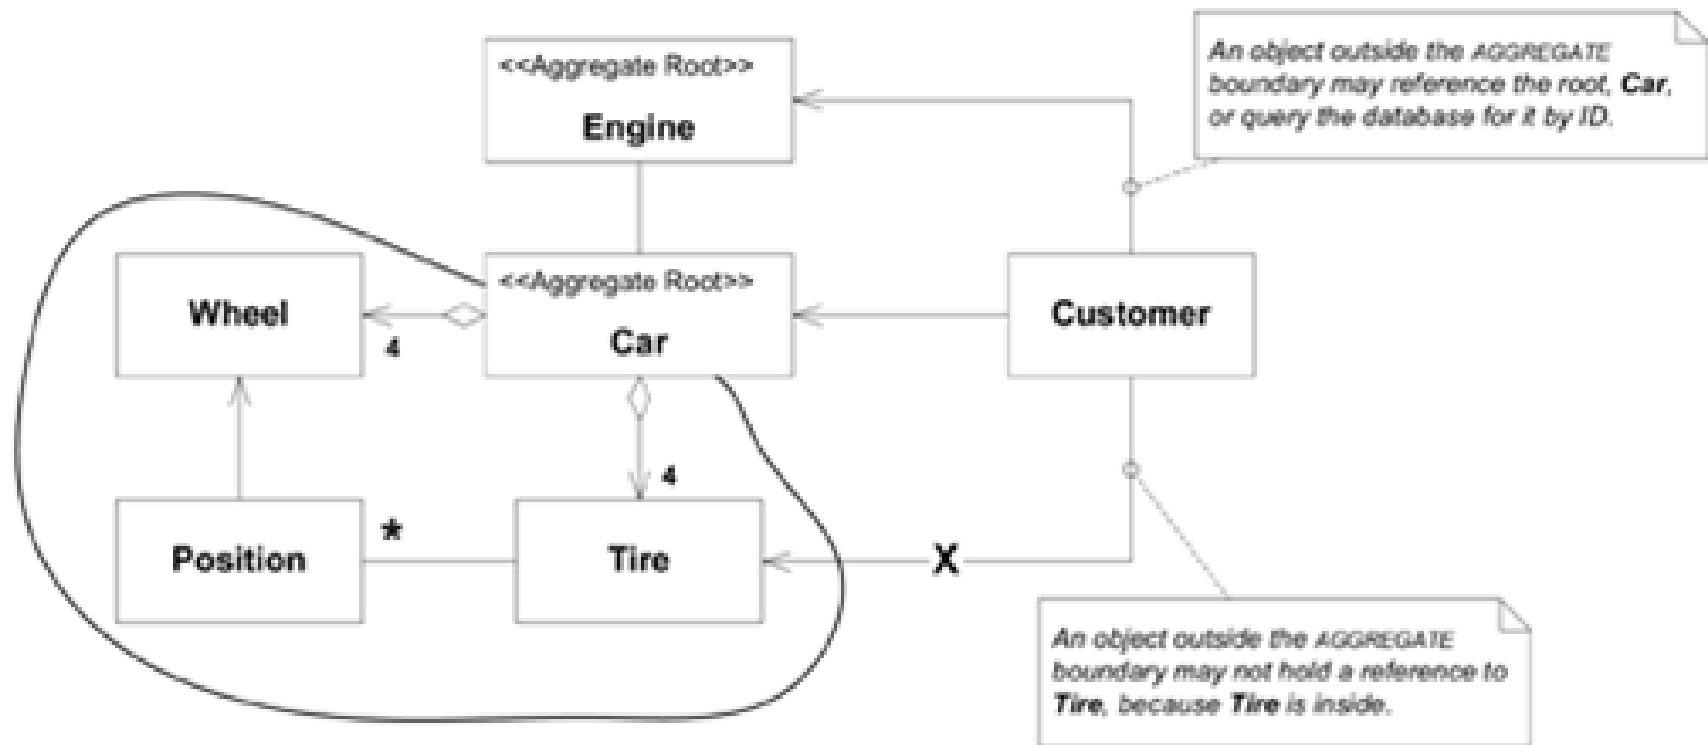 <<Aggregate Root>>
Engine
An object outside the AGGREGATE
boundary may reference the root, Car,
or query the database for it by ID.
Wheel
4
<<Aggregate Root>>
Car
Customer
4
Position
*
Tire
X
An object outside the AGGREGATE
boundary may not hold a reference to
Tire, because Tire is inside.